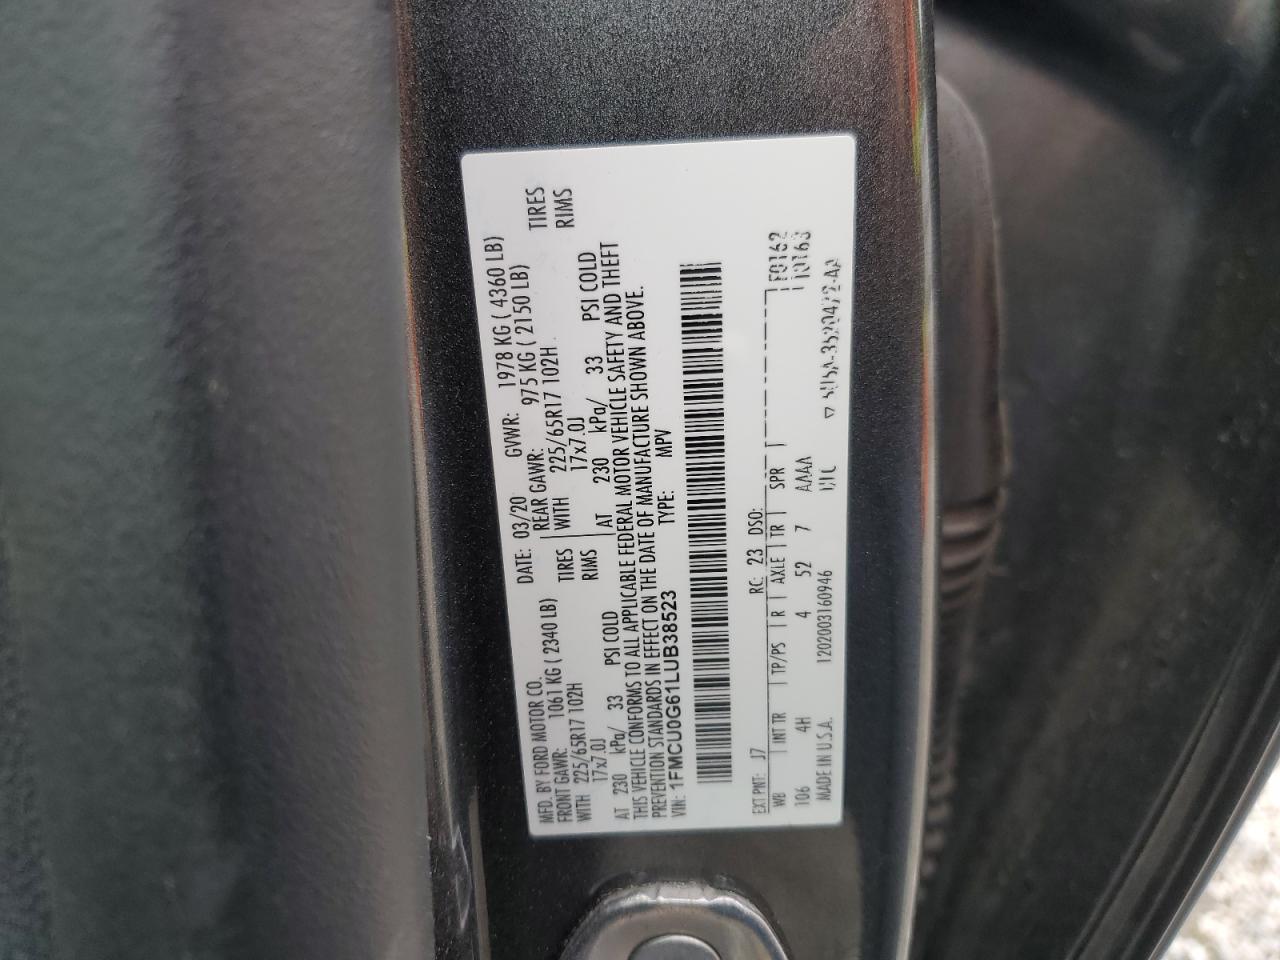 MFD. BY FORD MOTOR CO. DATE: 03/20 GVWR: 1978 KG ( 4360 LB)
FRONT GAWR: 1061 KG ( 2340 LB) REAR GAWR: 975 KG ( 2150 LB)
WITH 225/65R17 102H TIRES WITH 225/65R17 102H TIRES
17x7.0J RIMS 17x7.0J RIMS
AT 230 kPa/ 33 PSI COLD AT 230 kPa/ 33 PSI COLD
THIS VEHICLE CONFORMS TO ALL APPLICABLE FEDERAL MOTOR VEHICLE SAFETY AND THEFT
PREVENTION STANDARDS IN EFFECT ON THE DATE OF MANUFACTURE SHOWN ABOVE.
VIN: 1FMCU0G61LUB38523 TYPE: MPV
EXT PNT: J7 RC: 23 DSO:
WB INT TR TP/PS R AXLE TR SPR F0162
106 4H 4 52 7 AAAA
MADE IN U.S.A. 1202003160946